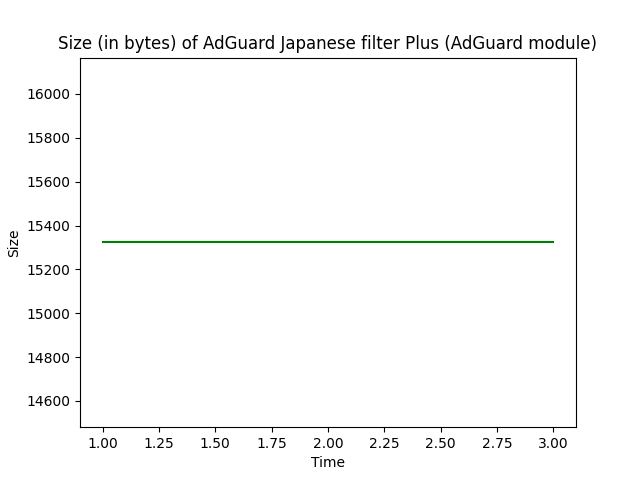 Size (in bytes) of AdGuard Japanese filter Plus (AdGuard module)
16000
15800
15600
15400
15200
15000
14800
14600
Size
1.00 1.25 1.50 1.75 2.00 2.25 2.50 2.75 3.00
Time